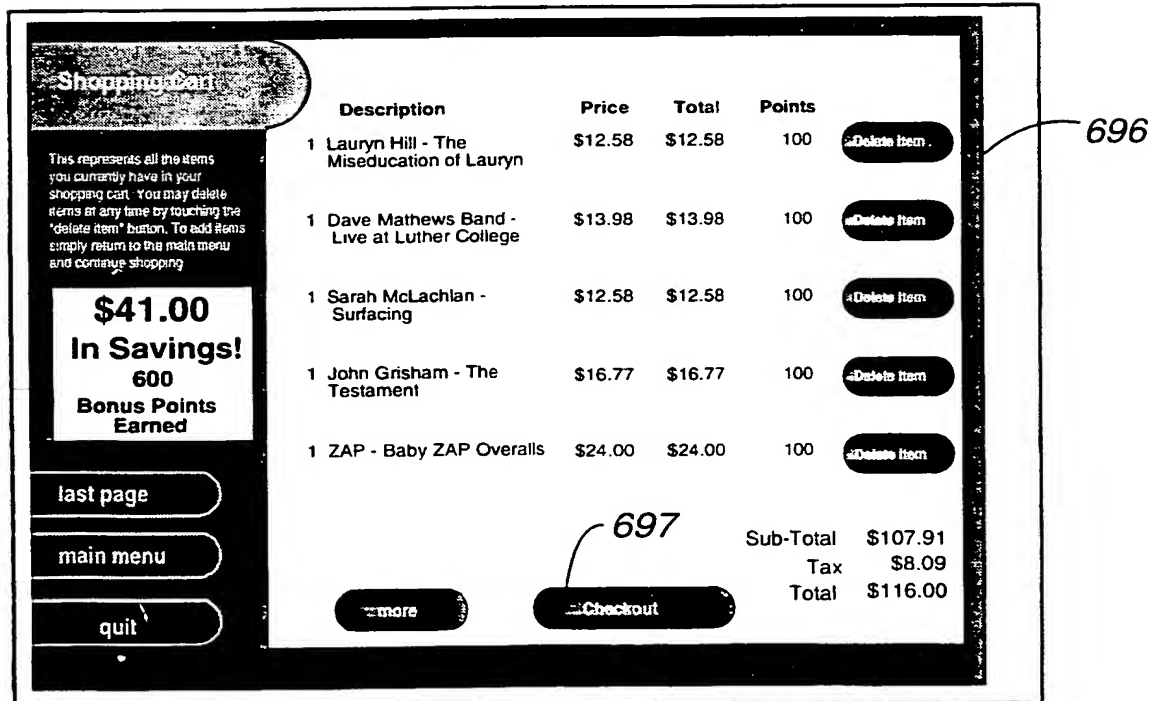 Shopping Cart
This represents all the items
you currently have in your
shopping cart. You may delete
items at any time by touching the
"delete item" button. To add items
simply return to the main menu
and continue shopping
$41.00
In Savings!
600
Bonus Points
Earned
last page
main menu
quit
Description Price Total Points
1 Lauryn Hill - The $12.58 $12.58 100 Delete Item
Miseducation of Lauryn
1 Dave Mathews Band - $13.98 $13.98 100 Delete Item
Live at Luther College
1 Sarah McLachlan - $12.58 $12.58 100 Delete Item
Surfacing
1 John Grisham - The $16.77 $16.77 100 Delete Item
Testament
1 ZAP - Baby ZAP Overalls $24.00 $24.00 100 Delete Item
Sub-Total $107.91
Tax $8.09
Total $116.00
more Checkout
697
696